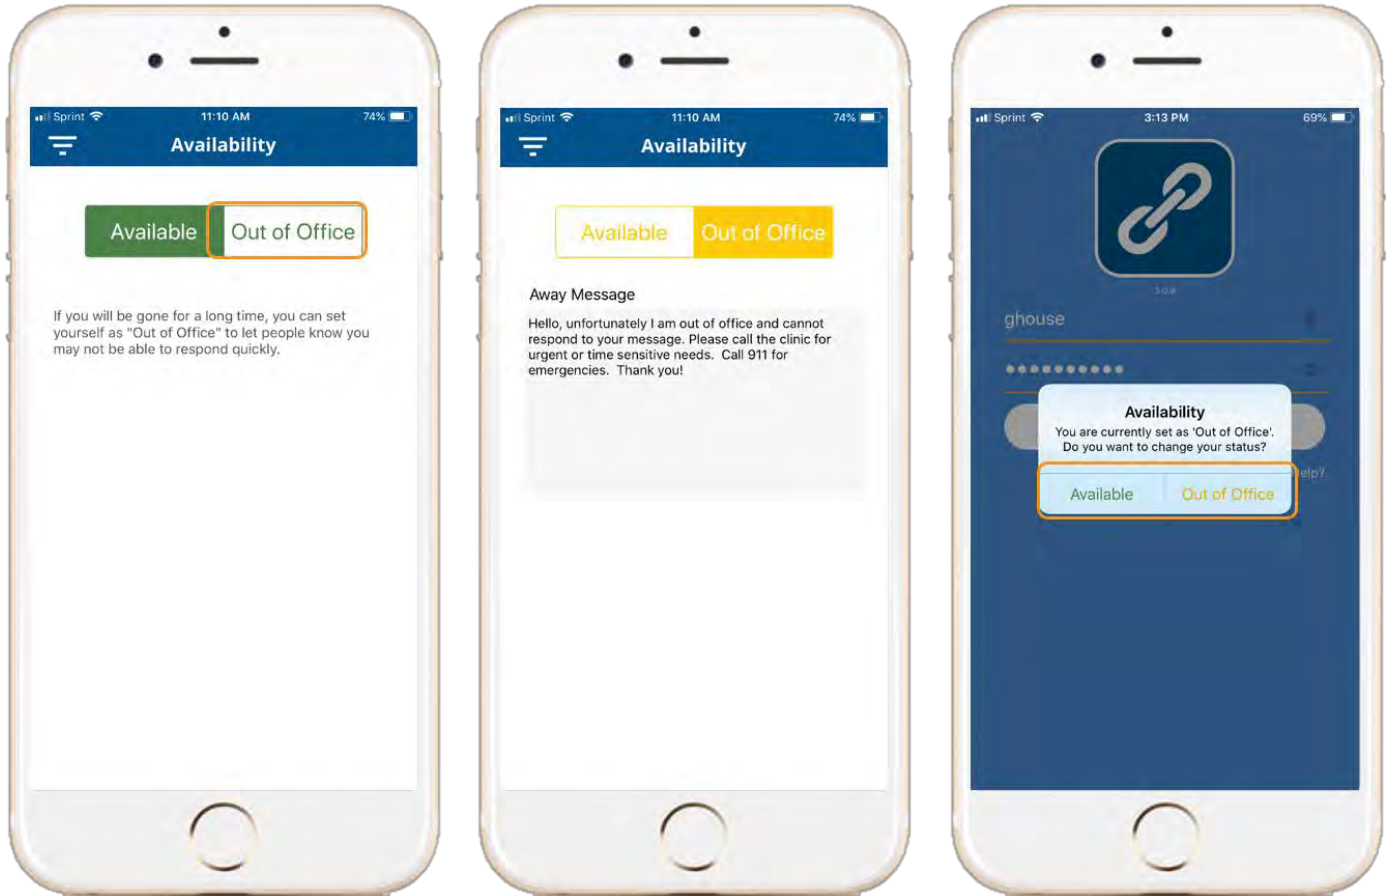 Sprint
11:10 AM
74%
Availability
Available
Out of Office
If you will be gone for a long time, you can set
yourself as "Out of Office" to let people know you
may not be able to respond quickly.
Sprint
11:10 AM
74%
Availability
Available
Out of Office
Away Message
Hello, unfortunately I am out of office and cannot
respond to your message. Please call the clinic for
urgent or time sensitive needs.  Call 911 for
emergencies.  Thank you!
Sprint
3:13 PM
69%
ghouse
Availability
You are currently set as 'Out of Office'.
Do you want to change your status?
Available
Out of Office